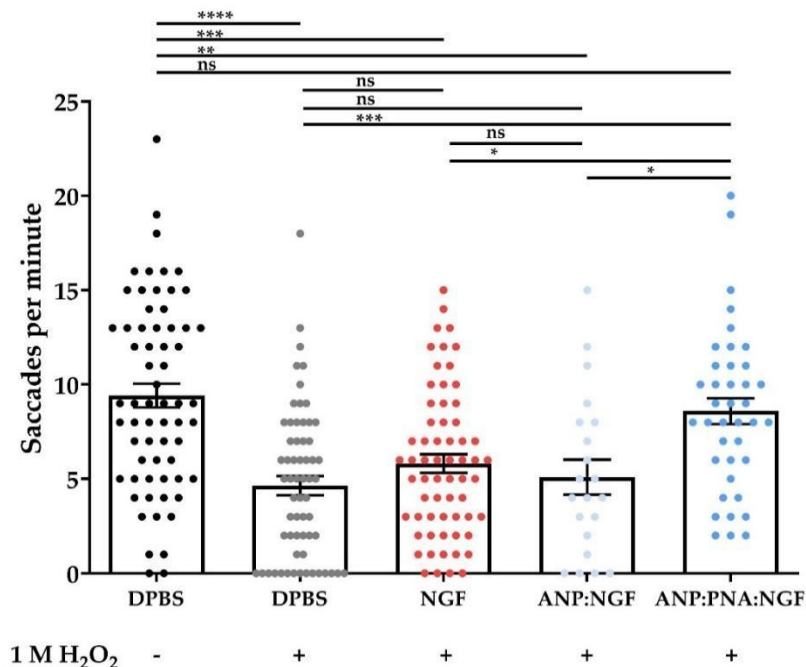 ****
***
**
ns
ns
ns
***
ns
*
*
25
20
15
10
5
0
Saccades per minute
DPBS DPBS NGF ANP:NGF ANP:PNA:NGF
1 M H₂O₂ - + + + +